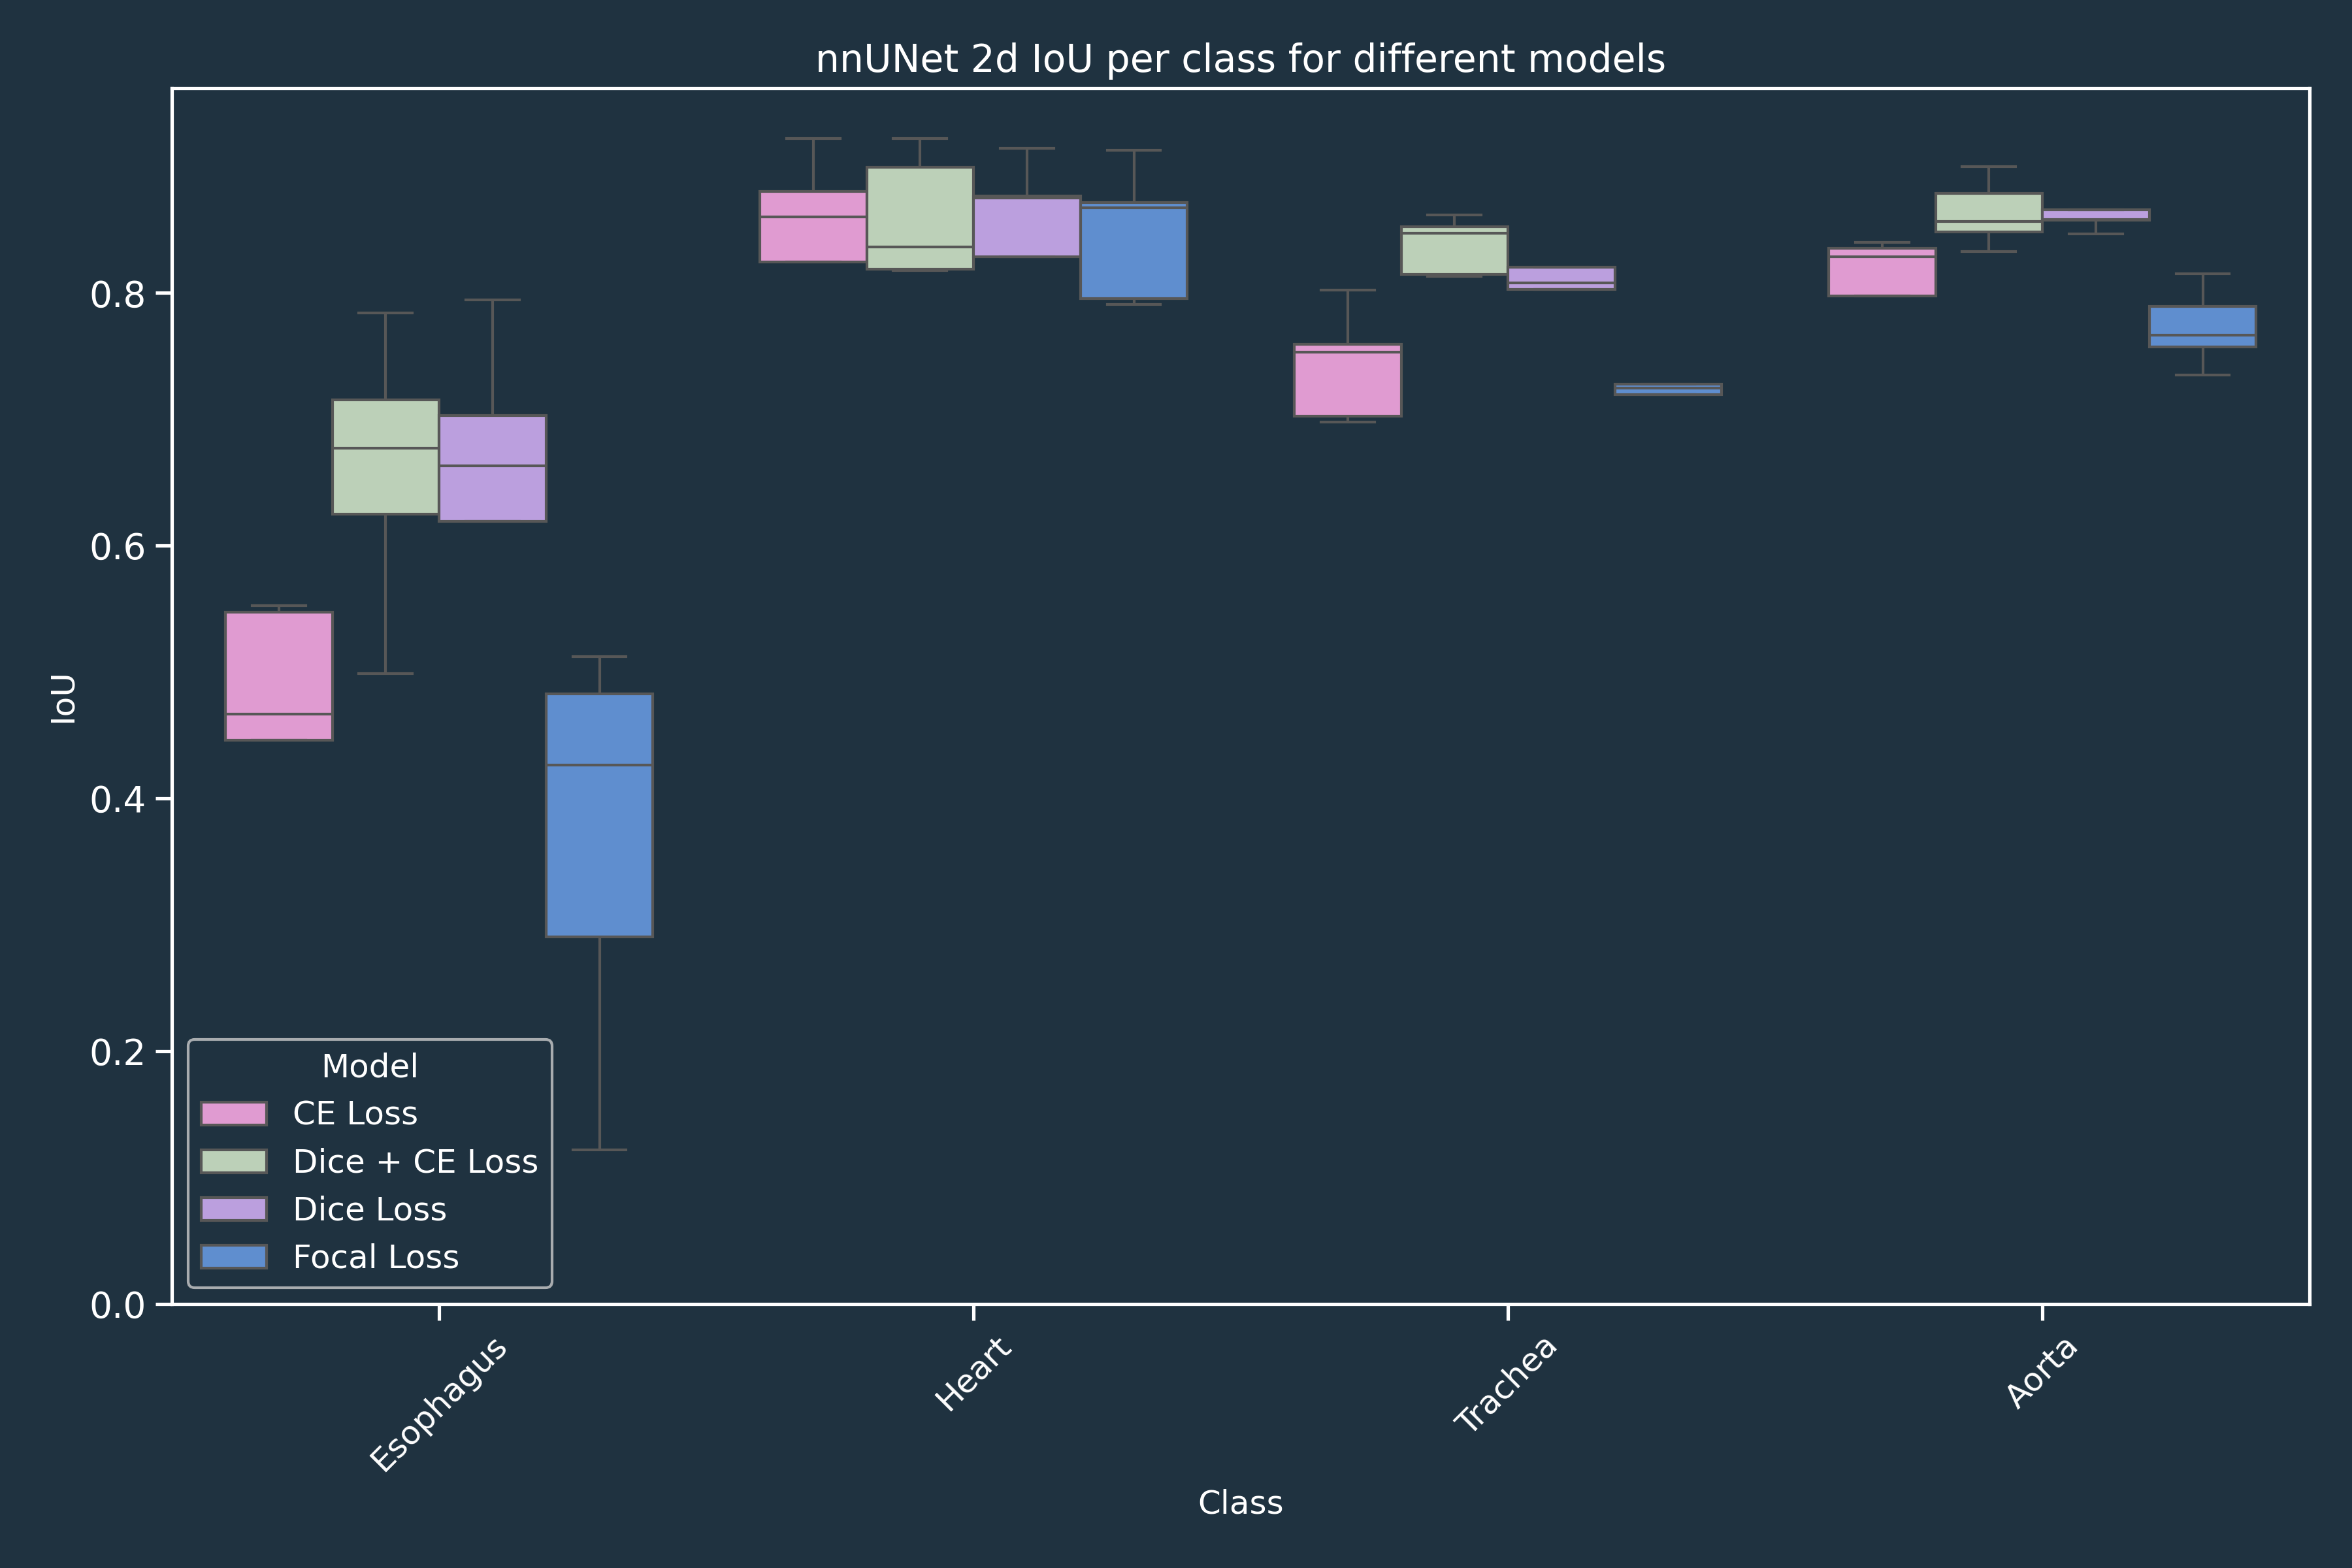 nnUNet 2d IoU per class for different models
IoU
0.8
0.6
0.4
0.2
0.0
Model
CE Loss
Dice + CE Loss
Dice Loss
Focal Loss
Esophagus
Heart
Trachea
Aorta
Class